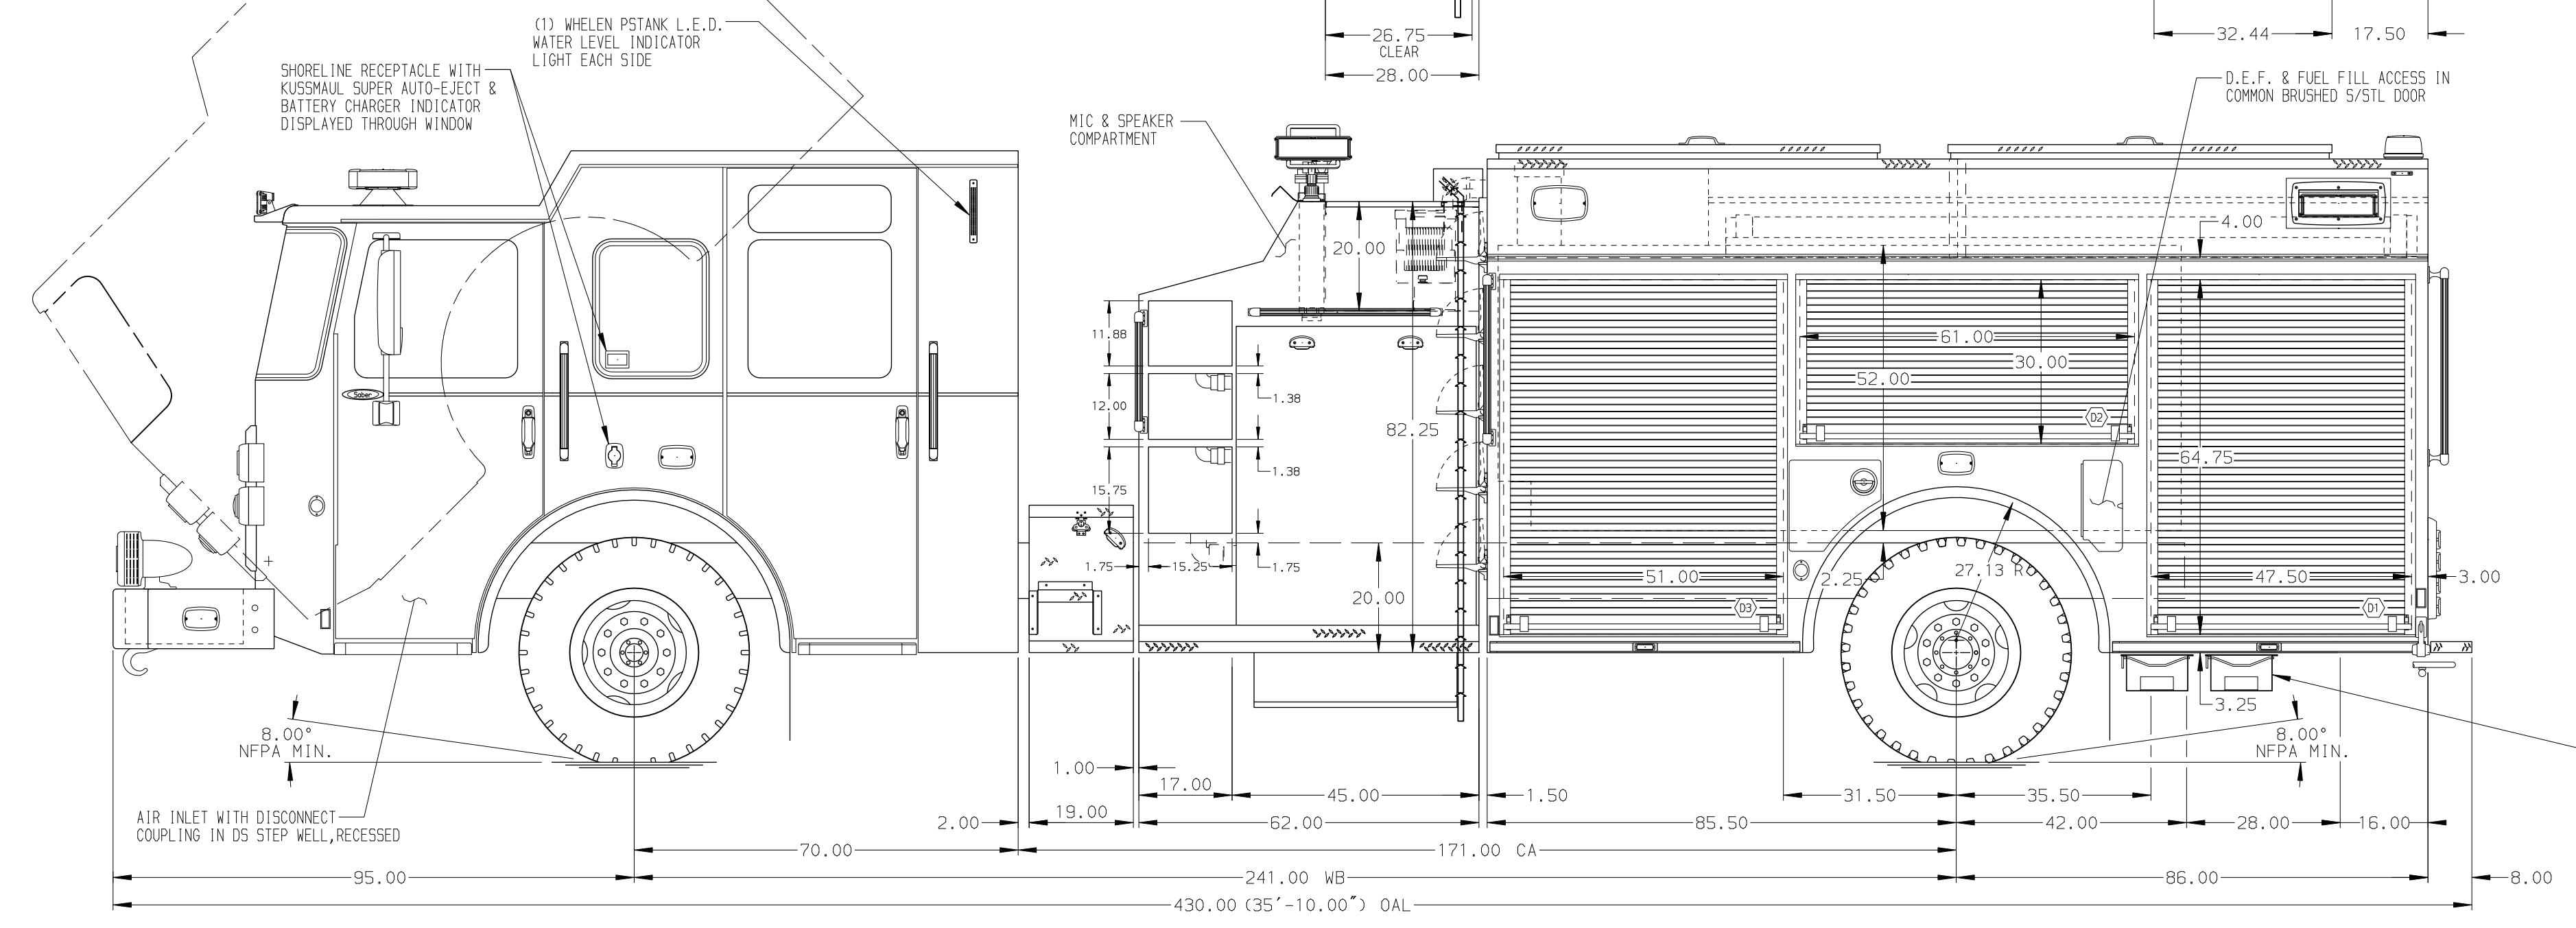 (1) WHELEN PSTANK L.E.D.
WATER LEVEL INDICATOR
LIGHT EACH SIDE
SHORELINE RECEPTACLE WITH
KUSSMAUL SUPER AUTO-EJECT &
BATTERY CHARGER INDICATOR
DISPLAYED THROUGH WINDOW
26.75
CLEAR
28.00
32.44
17.50
D.E.F. & FUEL FILL ACCESS IN
COMMON BRUSHED S/STL DOOR
MIC & SPEAKER
COMPARTMENT
4.00
20.00
11.88
61.00
30.00
52.00
Saber
1.38
12.00
D2
82.25
64.75
1.38
15.75
1.75
15.25
1.75
51.00
2.25
27.13 R
47.50
3.00
20.00
D3
D1
3.25
8.00°
NFPA MIN.
8.00°
NFPA MIN.
1.00
17.00
45.00
1.50
31.50
35.50
AIR INLET WITH DISCONNECT
COUPLING IN DS STEP WELL,RECESSED
2.00
19.00
62.00
85.50
42.00
28.00
16.00
70.00
171.00 CA
95.00
241.00 WB
86.00
8.00
430.00 (35'-10.00") OAL